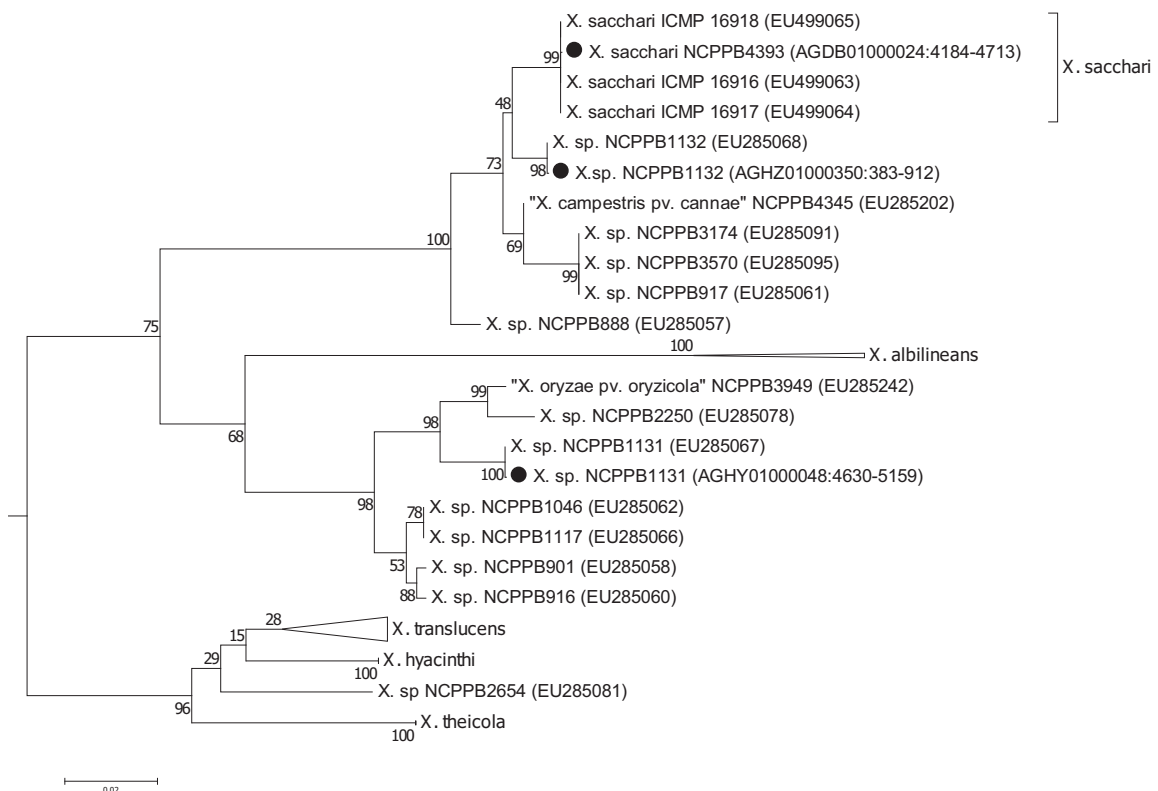 X. sacchari ICMP 16918 (EU499065)
99
X. sacchari NCPPB4393 (AGDB01000024:4184-4713)
X. sacchari
X. sacchari ICMP 16916 (EU499063)
48
X. sacchari ICMP 16917 (EU499064)
X. sp. NCPPB1132 (EU285068)
73
98
X.sp. NCPPB1132 (AGHZ01000350:383-912)
"X. campestris pv. cannae" NCPPB4345 (EU285202)
X. sp. NCPPB3174 (EU285091)
100
69
X. sp. NCPPB3570 (EU285095)
99
X. sp. NCPPB917 (EU285061)
75
X. sp. NCPPB888 (EU285057)
100
X. albilineans
"X. oryzae pv. oryzicola" NCPPB3949 (EU285242)
99
X. sp. NCPPB2250 (EU285078)
98
68
X. sp. NCPPB1131 (EU285067)
100
X. sp. NCPPB1131 (AGHY01000048:4630-5159)
98
X. sp. NCPPB1046 (EU285062)
78
X. sp. NCPPB1117 (EU285066)
53
X. sp. NCPPB901 (EU285058)
88
X. sp. NCPPB916 (EU285060)
28
X. translucens
15
X. hyacinthi
29
100
X. sp NCPPB2654 (EU285081)
96
X. theicola
100
0.02